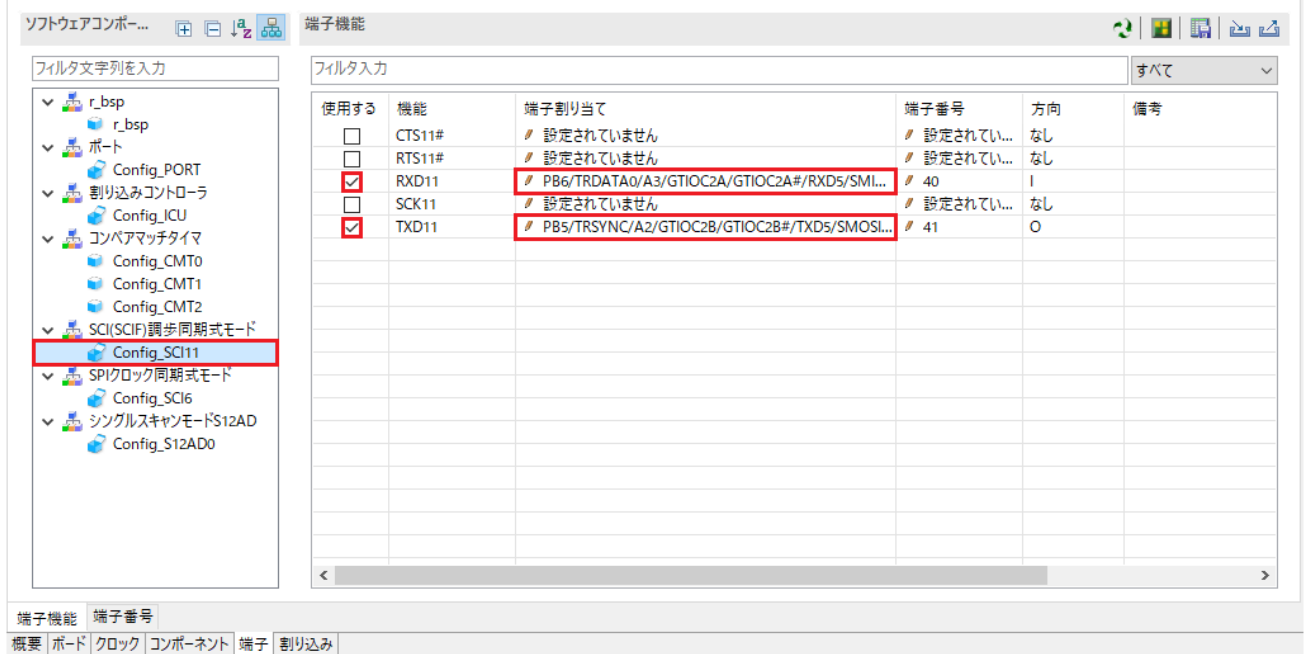 ソフトウェアコンポー...
端子機能
フィルタ文字列を入力
r_bsp
r_bsp
ポート
Config_PORT
割り込みコントローラ
Config_ICU
コンペアマッチタイマ
Config_CMT0
Config_CMT1
Config_CMT2
SCI(SCIF)調歩同期式モード
Config_SCI11
SPIクロック同期式モード
Config_SCI6
シングルスキャンモードS12AD
Config_S12AD0
フィルタ入力
すべて
使用する 機能 端子割り当て 端子番号 方向 備考
CTS11# 設定されていません 設定されてい... なし
RTS11# 設定されていません 設定されてい... なし
RXD11 PB6/TRDATA0/A3/GTIOC2A/GTIOC2A#/RXD5/SMI... 40 I
SCK11 設定されていません 設定されてい... なし
TXD11 PB5/TRSYNC/A2/GTIOC2B/GTIOC2B#/TXD5/SMOSI... 41 O
端子機能 端子番号
概要 ボード クロック コンポーネント 端子 割り込み